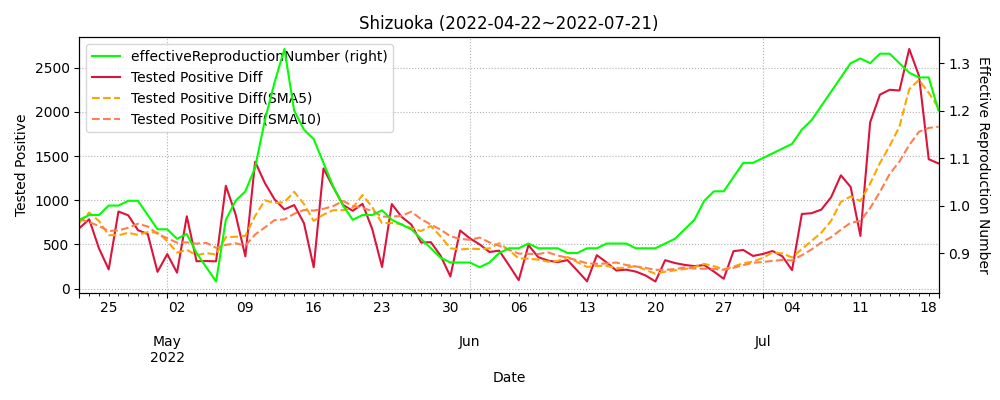 Shizuoka (2022-04-22~2022-07-21)
effectiveReproductionNumber (right)
Tested Positive Diff
Tested Positive Diff(SMA5)
Tested Positive Diff(SMA10)
Tested Positive
2500
2000
1500
1000
500
0
Effective Reproduction Number
1.3
1.2
1.1
1.0
0.9
25 02 09 16 23 30 06 13 20 27 04 11 18
May Jun Jul
2022
Date